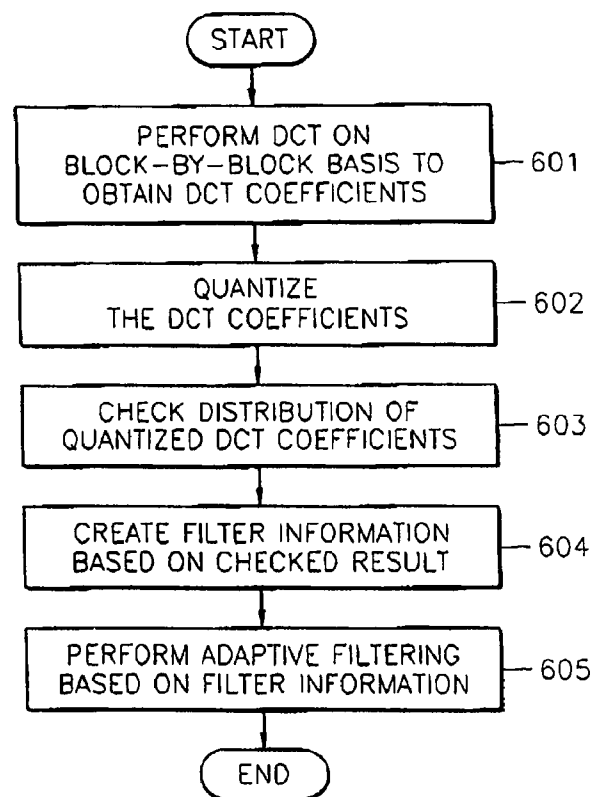 START
PERFORM DCT ON
BLOCK-BY-BLOCK BASIS TO
OBTAIN DCT COEFFICIENTS
601
QUANTIZE
THE DCT COEFFICIENTS
602
CHECK DISTRIBUTION OF
QUANTIZED DCT COEFFICIENTS
603
CREATE FILTER INFORMATION
BASED ON CHECKED RESULT
604
PERFORM ADAPTIVE FILTERING
BASED ON FILTER INFORMATION
605
END